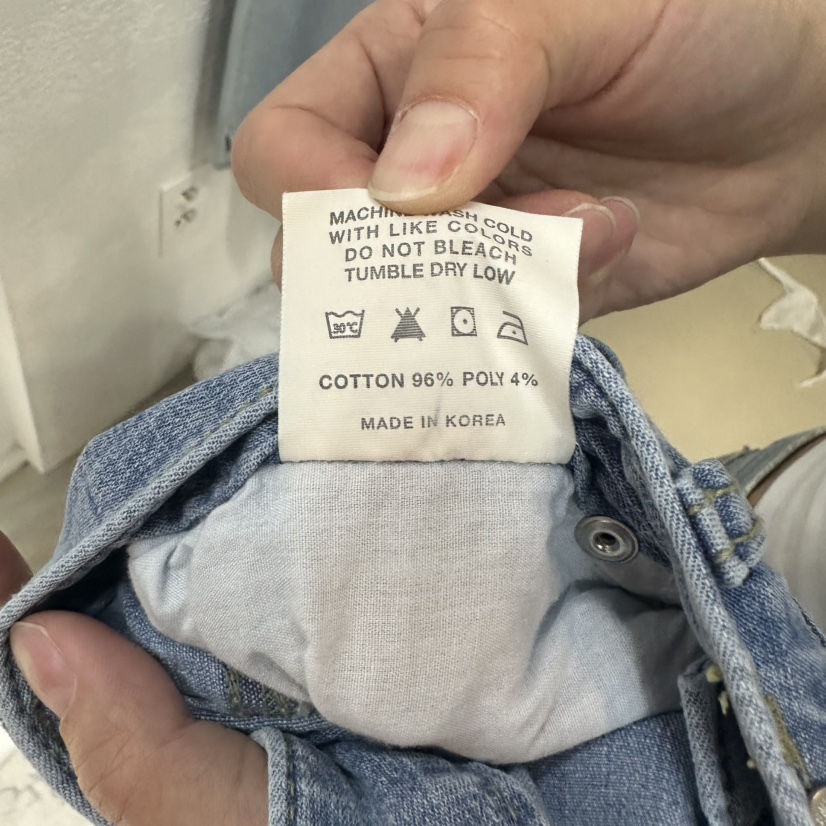 MACHINE WASH COLD
WITH LIKE COLORS
DO NOT BLEACH
TUMBLE DRY LOW
30℃
COTTON 96% POLY 4%
MADE IN KOREA